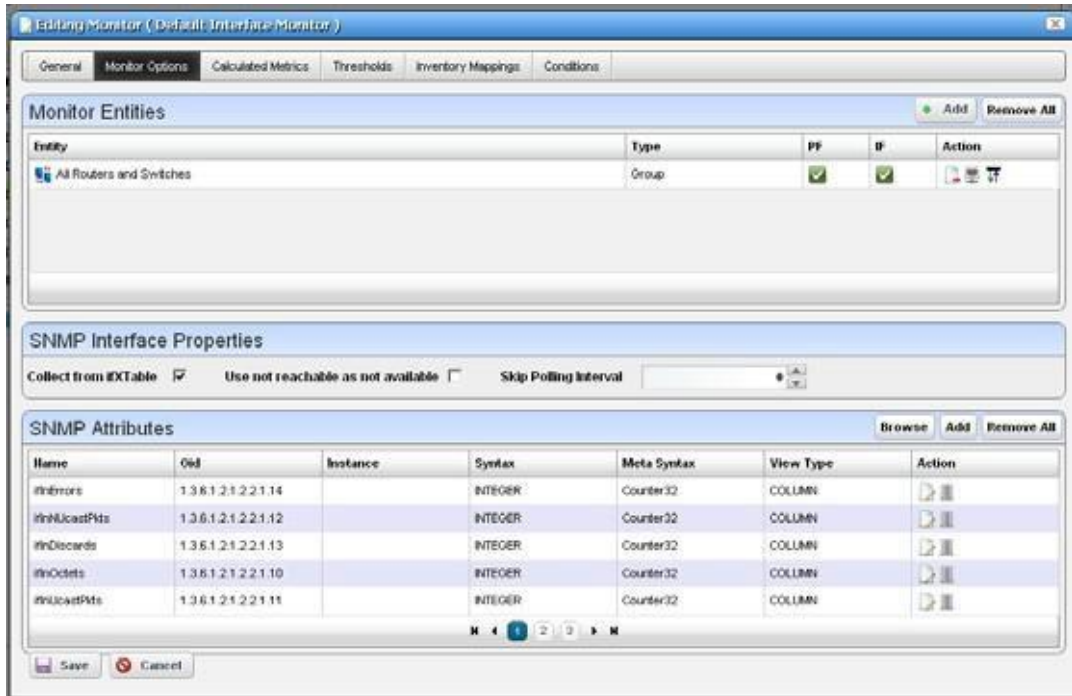 Editing Monitor ( Default Interface Monitor )
General Monitor Options Calculated Metrics Thresholds Inventory Mappings Conditions
Monitor Entities Add Remove All
Entity Type PF IF Action
All Routers and Switches Group
SNMP Interface Properties
Collect from ifXTable Use not reachable as not available Skip Polling Interval
SNMP Attributes Browse Add Remove All
Name Oid Instance Syntax Meta Syntax View Type Action
ifInErrors 1.3.6.1.2.1.2.2.1.14 INTEGER Counter32 COLUMN
ifInNUcastPkts 1.3.6.1.2.1.2.2.1.12 INTEGER Counter32 COLUMN
ifInDiscards 1.3.6.1.2.1.2.2.1.13 INTEGER Counter32 COLUMN
ifInOctets 1.3.6.1.2.1.2.2.1.10 INTEGER Counter32 COLUMN
ifInUcastPkts 1.3.6.1.2.1.2.2.1.11 INTEGER Counter32 COLUMN
1 2 3
Save Cancel